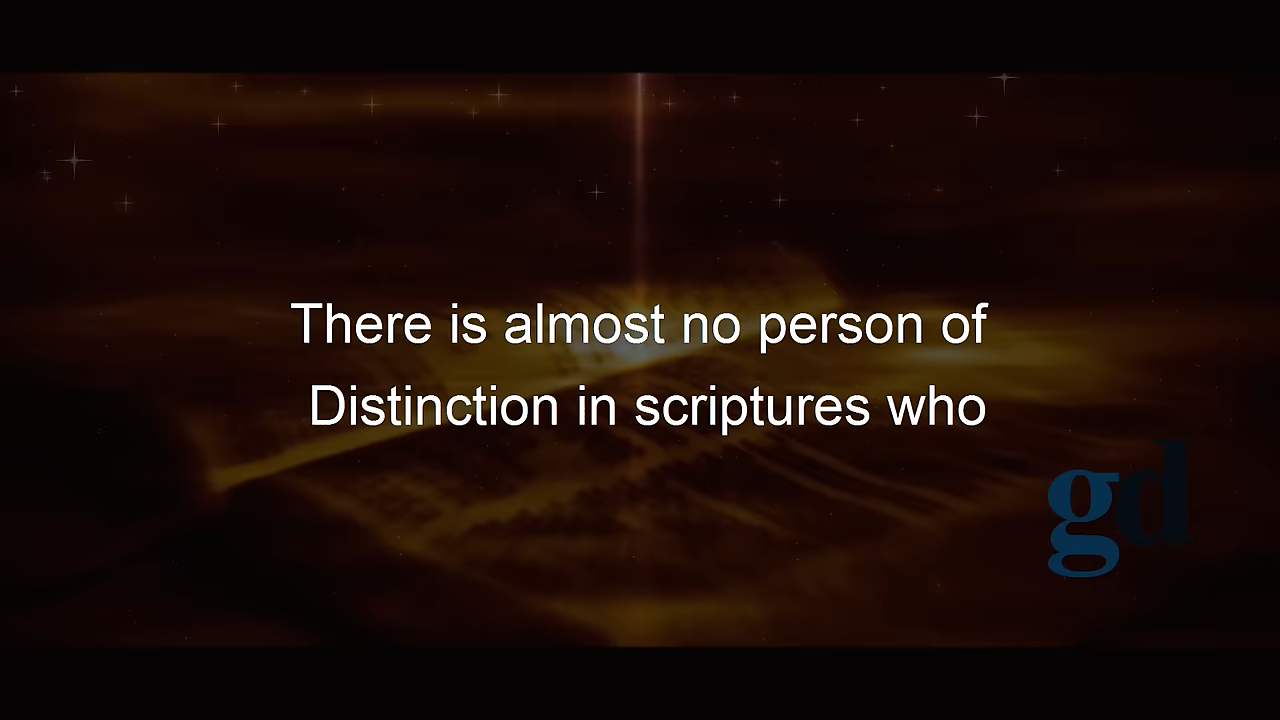 There is almost no person of
Distinction in scriptures who
gd